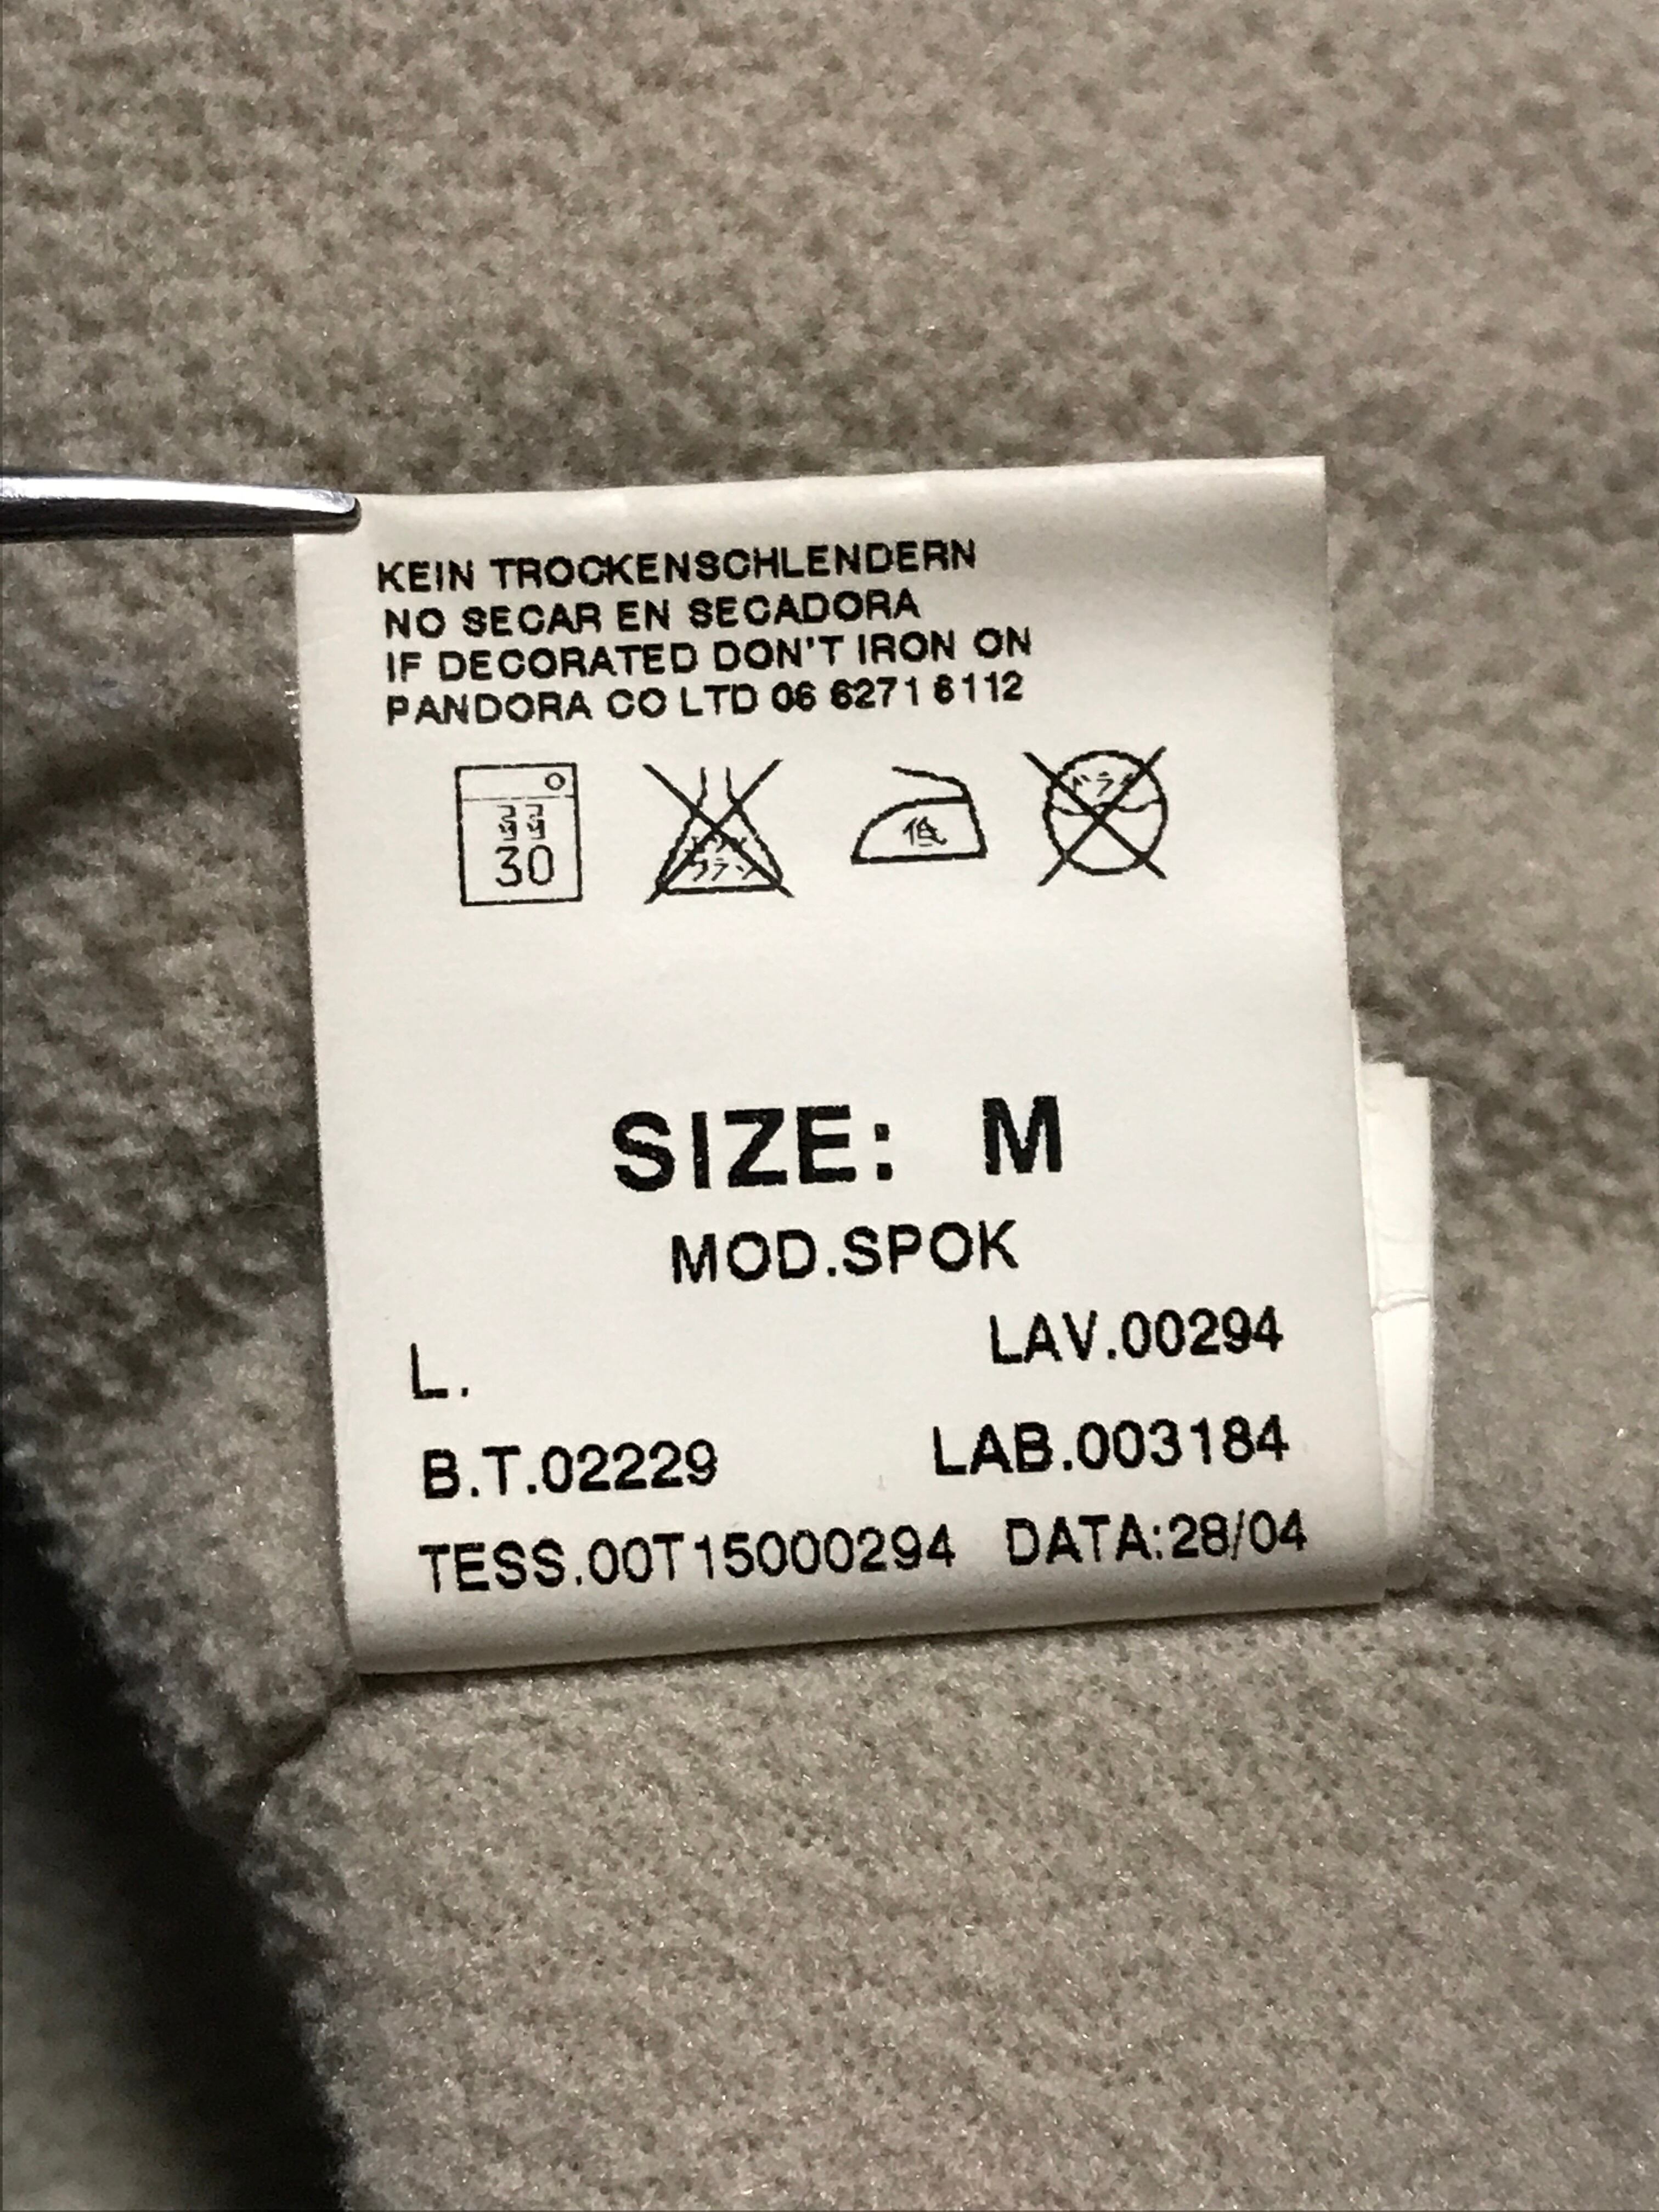 KEIN TROCKENSCHLENDERN
NO SECAR EN SECADORA
IF DECORATED DON'T IRON ON
PANDORA CO LTD 06 6271 6112
30
低
SIZE: M
MOD.SPOK
L. LAV.00294
B.T.02229 LAB.003184
TESS.00T15000294 DATA:28/04